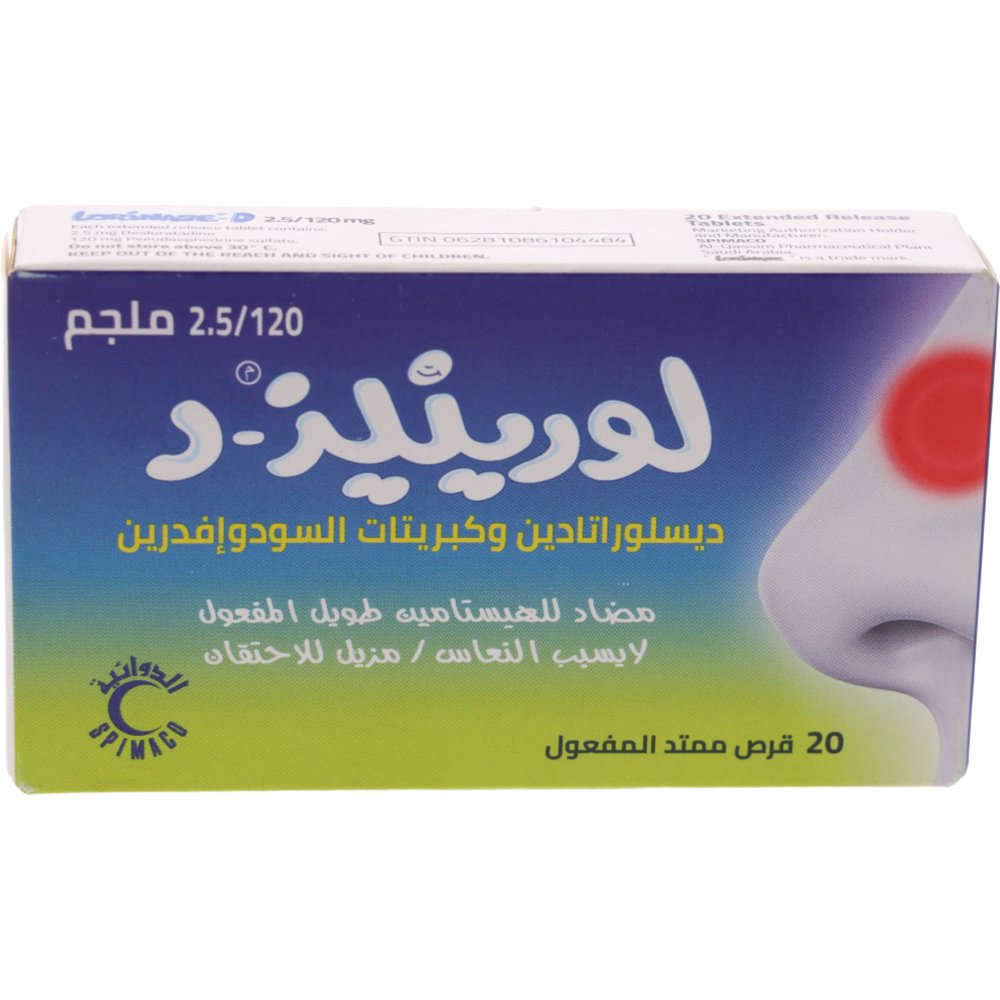 LORINASE-D 2.5/120 mg
Each extended release tablet contains:
2.5 mg Desloratadine
120 mg Pseudoephedrine sulfate.
Do not store above 30° C.
KEEP OUT OF THE REACH AND SIGHT OF CHILDREN.
GTIN 06281086104484
20 Extended Release
Tablets
Marketing Authorization Holder
and Manufacturer
SPIMACO
Al-Qassim Pharmaceutical Plant
Saudi Arabia.
" LORINASE " is a trade mark.
2.5/120 ملجم
لورينيز-د
م
ديسلوراتادين وكبريتات السودوإفدرين
مضاد للهيستامين طويل المفعول
لايسبب النعاس / مزيل للاحتقان
الدوائية
SPIMACO
20 قرص ممتد المفعول